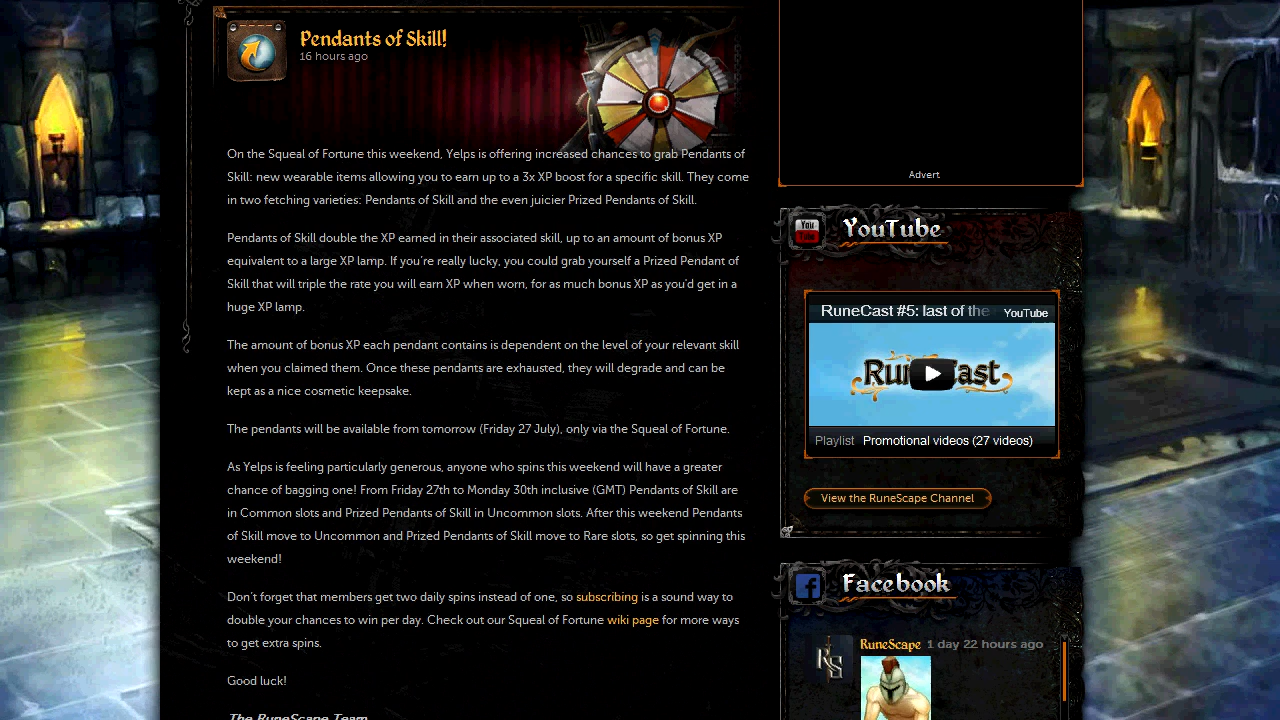 Pendants of Skill!
16 hours ago
On the Squeal of Fortune this weekend, Yelps is offering increased chances to grab Pendants of
Skill: new wearable items allowing you to earn up to a 3x XP boost for a specific skill. They come
in two fetching varieties: Pendants of Skill and the even juicier Prized Pendants of Skill.
Pendants of Skill double the XP earned in their associated skill, up to an amount of bonus XP
equivalent to a large XP lamp. If you're really lucky, you could grab yourself a Prized Pendant of
Skill that will triple the rate you will earn XP when worn, for as much bonus XP as you'd get in a
huge XP lamp.
The amount of bonus XP each pendant contains is dependent on the level of your relevant skill
when you claimed them. Once these pendants are exhausted, they will degrade and can be
kept as a nice cosmetic keepsake.
The pendants will be available from tomorrow (Friday 27 July), only via the Squeal of Fortune.
As Yelps is feeling particularly generous, anyone who spins this weekend will have a greater
chance of bagging one! From Friday 27th to Monday 30th inclusive (GMT) Pendants of Skill are
in Common slots and Prized Pendants of Skill in Uncommon slots. After this weekend Pendants
of Skill move to Uncommon and Prized Pendants of Skill move to Rare slots, so get spinning this
weekend!
Don't forget that members get two daily spins instead of one, so subscribing is a sound way to
double your chances to win per day. Check out our Squeal of Fortune wiki page for more ways
to get extra spins.
Good luck!
The RuneScape Team
Advert
You
Tube
YouTube
RuneCast #5: last of the
YouTube
RuneCast
Playlist Promotional videos (27 videos)
View the RuneScape Channel
f
Facebook
RS
RuneScape 1 day 22 hours ago